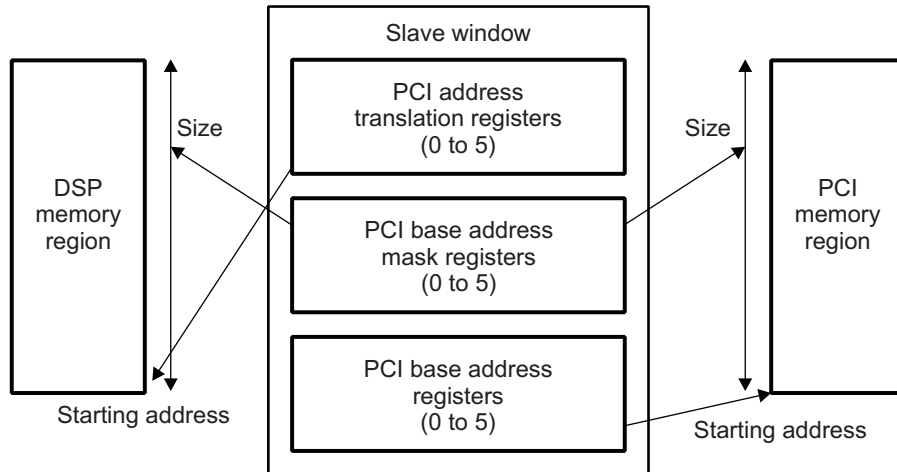 Slave window
PCI address
translation registers
(0 to 5)
Size
Size
DSP
memory
region
PCI base address
mask registers
(0 to 5)
PCI
memory
region
PCI base address
registers
(0 to 5)
Starting address
Starting address